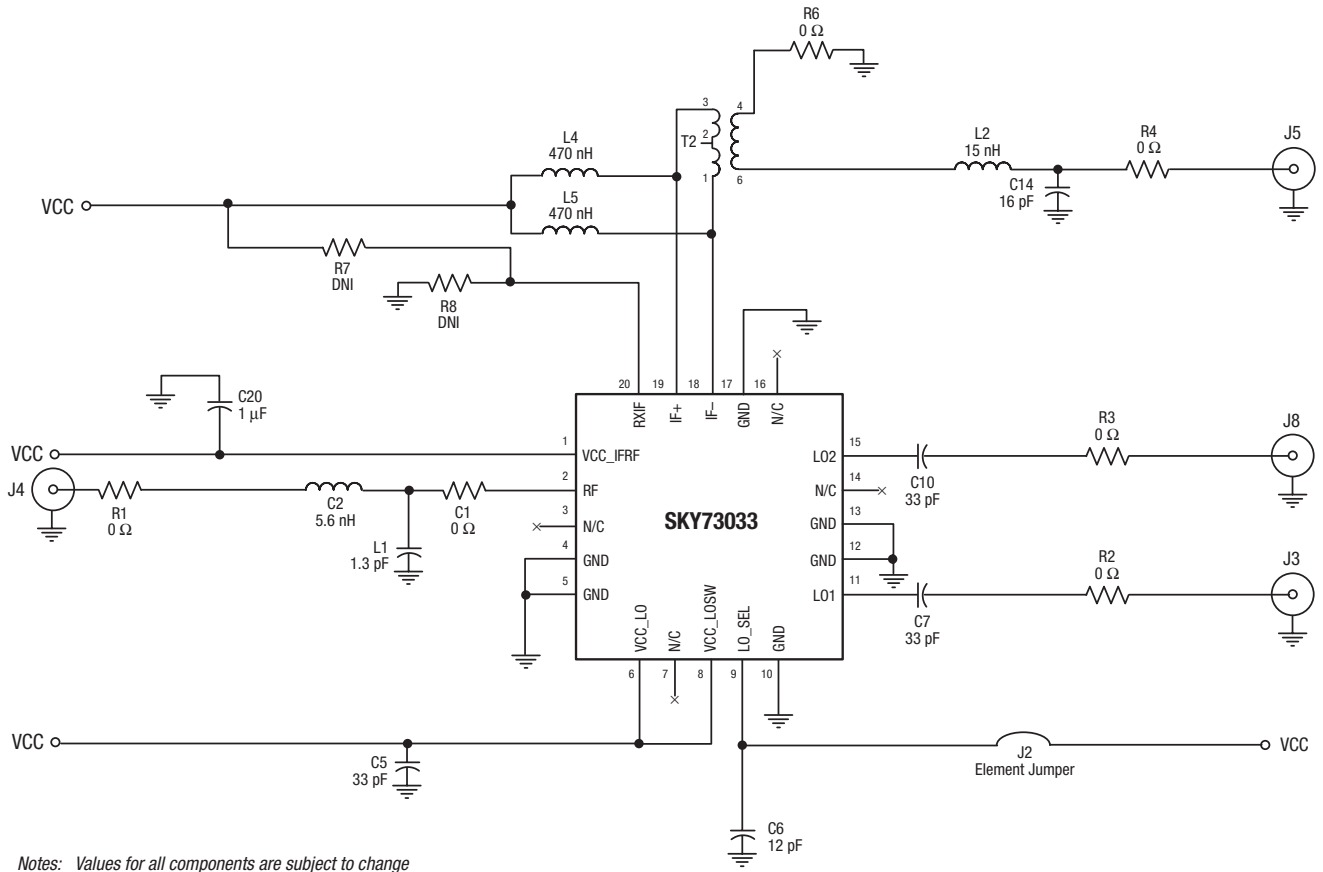 R6
0 Ω
3
4
T2
2
1
6
L4
470 nH
L5
470 nH
L2
15 nH
R4
0 Ω
J5
C14
16 pF
VCC
R7
DNI
R8
DNI
C20
1 μF
20
19
18
17
16
RXIF
IF+
IF–
GND
N/C
VCC
1
VCC_IFRF
J4
R1
0 Ω
C2
5.6 nH
L1
1.3 pF
C1
0 Ω
2
RF
3
N/C
4
GND
5
GND
SKY73033
15
LO2
14
N/C
13
GND
12
GND
11
LO1
C10
33 pF
R3
0 Ω
J8
C7
33 pF
R2
0 Ω
J3
VCC_LO
N/C
VCC_LOSW
LO_SEL
GND
6
7
8
9
10
VCC
C5
33 pF
J2
Element Jumper
VCC
C6
12 pF
Notes: Values for all components are subject to change